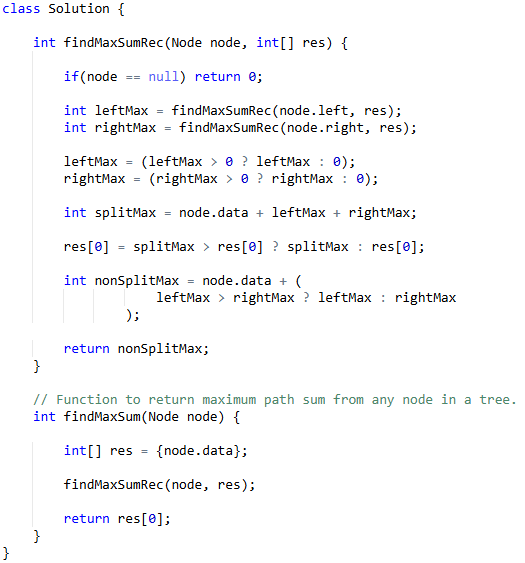 class Solution {
int findMaxSumRec(Node node, int[] res) {
if(node == null) return 0;
int leftMax = findMaxSumRec(node.left, res);
int rightMax = findMaxSumRec(node.right, res);
leftMax = (leftMax > 0 ? leftMax : 0);
rightMax = (rightMax > 0 ? rightMax : 0);
int splitMax = node.data + leftMax + rightMax;
res[0] = splitMax > res[0] ? splitMax : res[0];
int nonSplitMax = node.data + (
leftMax > rightMax ? leftMax : rightMax
);
return nonSplitMax;
}
// Function to return maximum path sum from any node in a tree.
int findMaxSum(Node node) {
int[] res = {node.data};
findMaxSumRec(node, res);
return res[0];
}
}